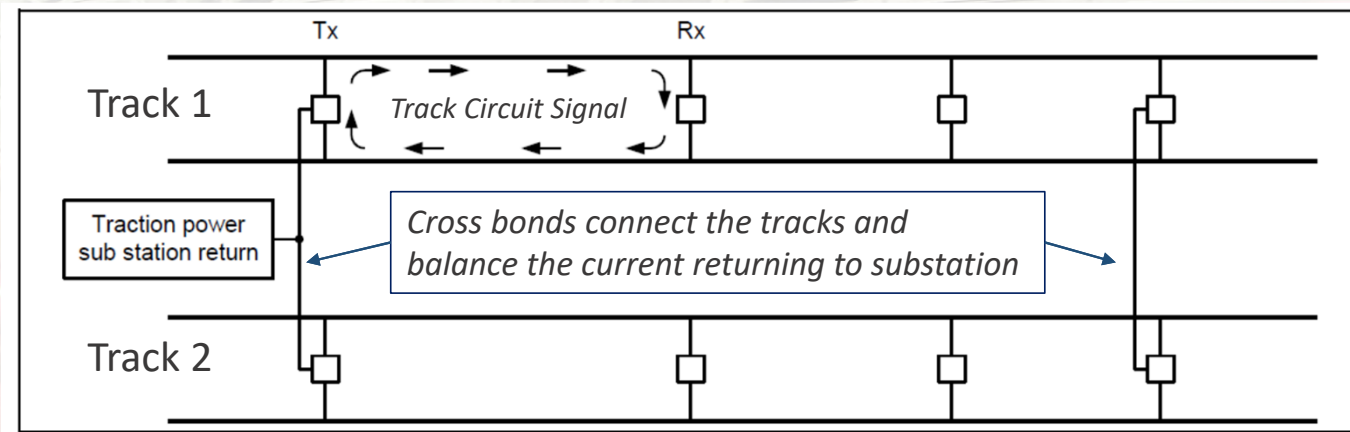 Tx
Rx
Track 1
Track Circuit Signal
Traction power
sub station return
Cross bonds connect the tracks and
balance the current returning to substation
Track 2